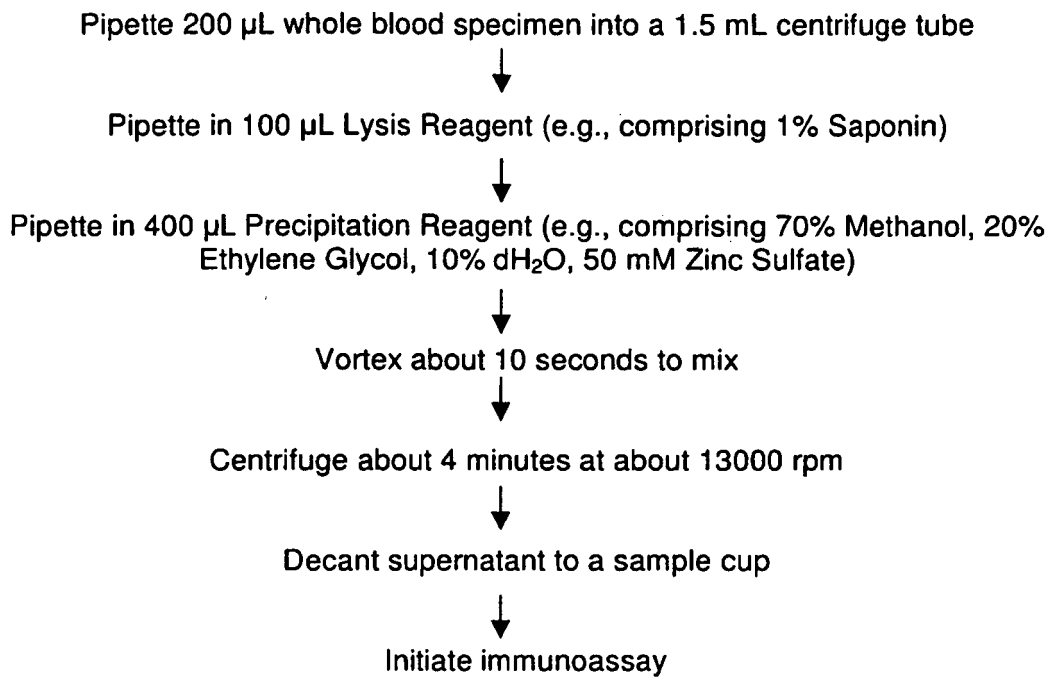 Pipette 200 µL whole blood specimen into a 1.5 mL centrifuge tube
Pipette in 100 µL Lysis Reagent (e.g., comprising 1% Saponin)
Pipette in 400 µL Precipitation Reagent (e.g., comprising 70% Methanol, 20%
Ethylene Glycol, 10% dH₂O, 50 mM Zinc Sulfate)
Vortex about 10 seconds to mix
Centrifuge about 4 minutes at about 13000 rpm
Decant supernatant to a sample cup
Initiate immunoassay